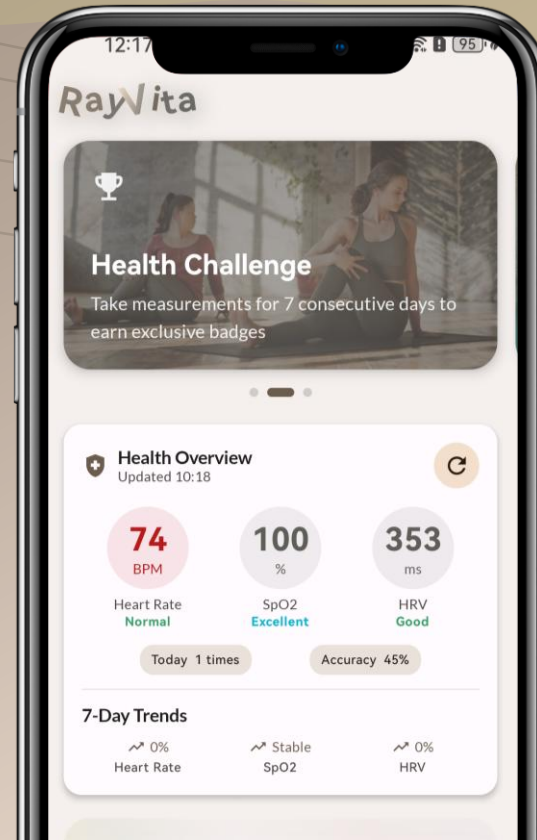 12:17
95
RayVita
Health Challenge
Take measurements for 7 consecutive days to
earn exclusive badges
Health Overview
Updated 10:18
74
BPM
100
%
353
ms
Heart Rate
SpO2
HRV
Normal
Excellent
Good
Today 1 times
Accuracy 45%
7-Day Trends
0%
Stable
0%
Heart Rate
SpO2
HRV